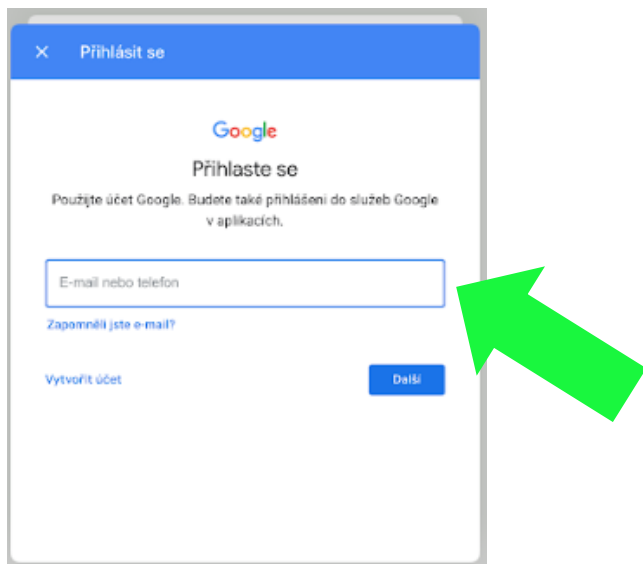 Přihlásit se
Google
Přihlaste se
Použijte účet Google. Budete také přihlášeni do služeb Google
v aplikacích.
E-mail nebo telefon
Zapomněli jste e-mail?
Vytvořit účet
Další